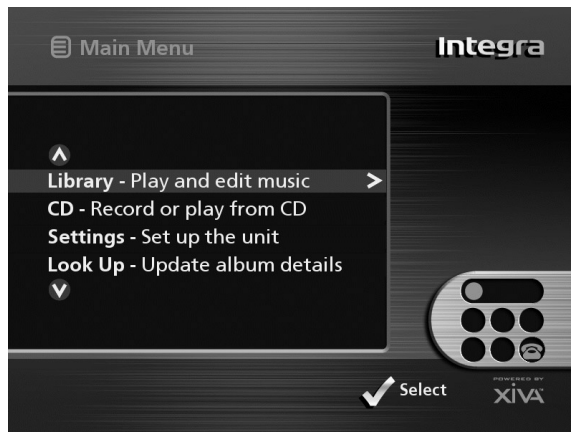 Main Menu
Integra
Library - Play and edit music
CD - Record or play from CD
Settings - Set up the unit
Look Up - Update album details
Select
POWERED BY
XiVA